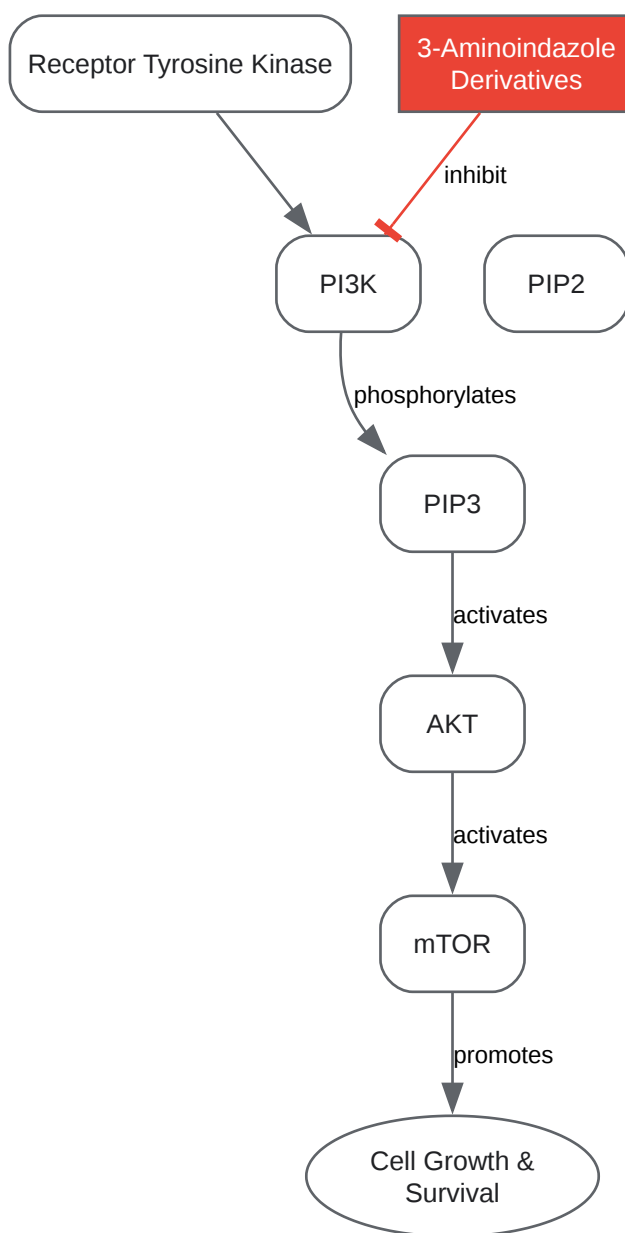 Receptor Tyrosine Kinase
3-Aminoindazole
Derivatives
inhibit
PI3K
PIP2
phosphorylates
PIP3
activates
AKT
activates
mTOR
promotes
Cell Growth &
Survival